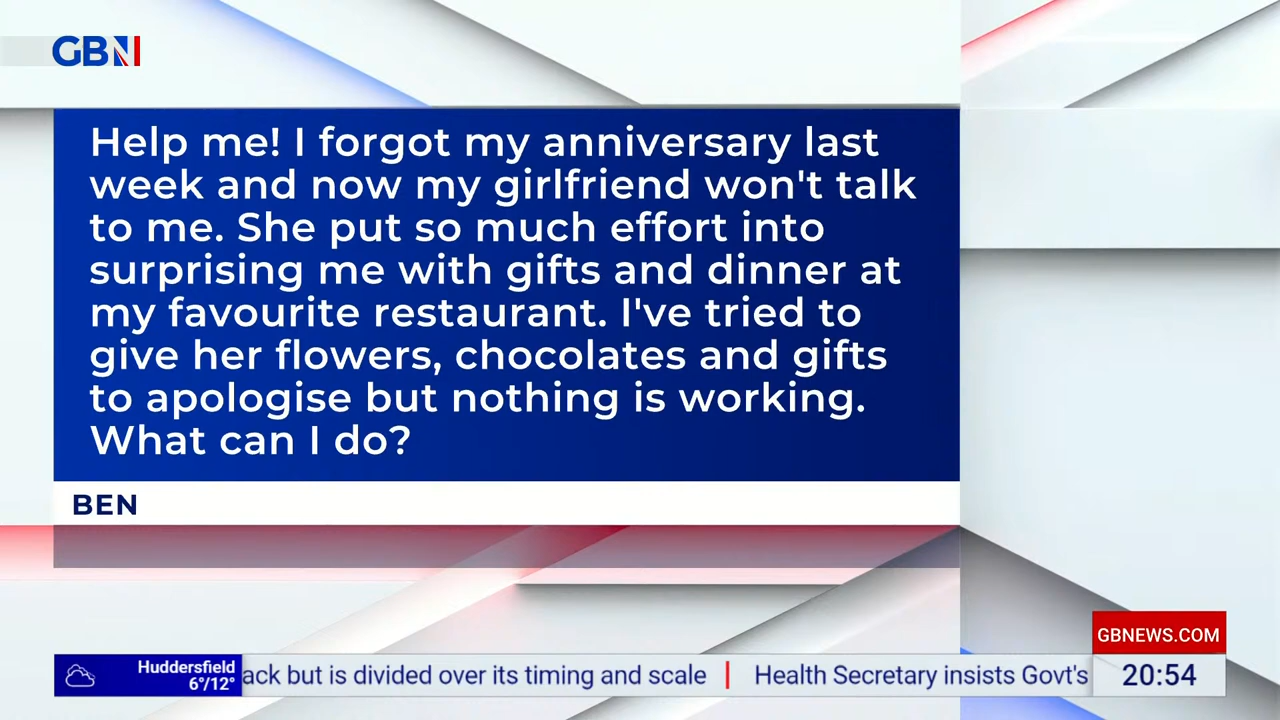 GBN
Help me! I forgot my anniversary last
week and now my girlfriend won't talk
to me. She put so much effort into
surprising me with gifts and dinner at
my favourite restaurant. I've tried to
give her flowers, chocolates and gifts
to apologise but nothing is working.
What can I do?
BEN
GBNEWS.COM
Huddersfield
6°/12°
ack but is divided over its timing and scale | Health Secretary insists Govt's
20:54